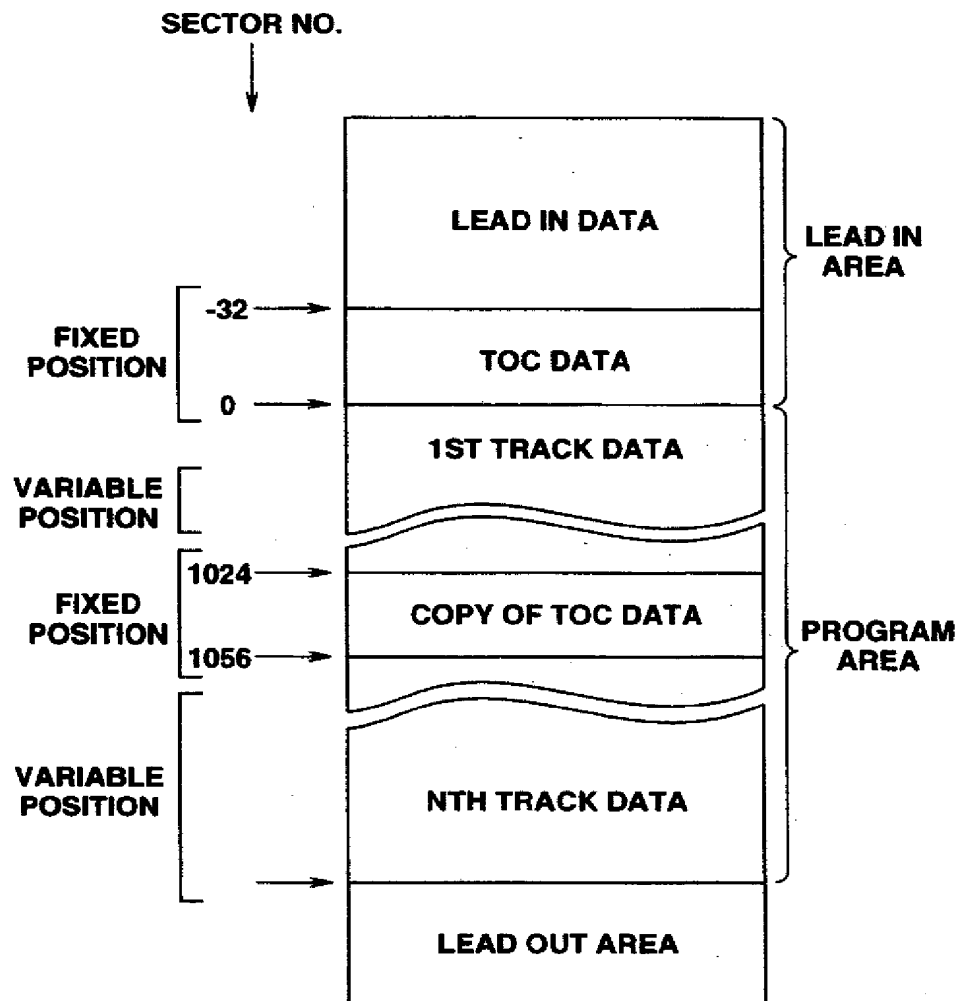 SECTOR NO.
LEAD IN DATA
LEAD IN
AREA
-32
FIXED
POSITION
TOC DATA
0
1ST TRACK DATA
VARIABLE
POSITION
1024
FIXED
POSITION
COPY OF TOC DATA
PROGRAM
AREA
1056
VARIABLE
POSITION
NTH TRACK DATA
LEAD OUT AREA